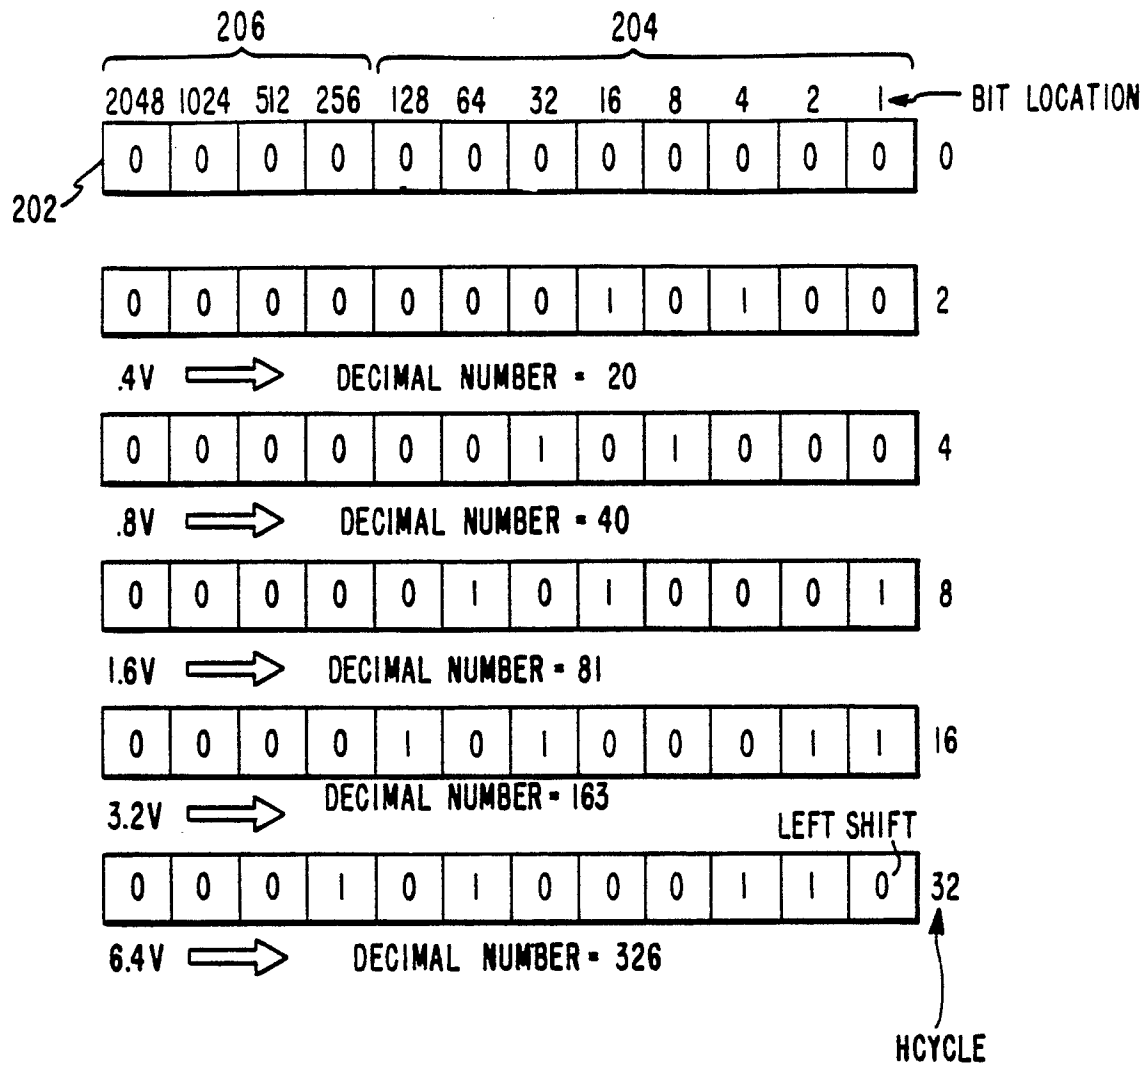 206 204
2048 1024 512 256 128 64 32 16 8 4 2 1 BIT LOCATION
0 0 0 0 0 0 0 0 0 0 0 0 0
202
0 0 0 0 0 0 0 1 0 1 0 0 2
.4V DECIMAL NUMBER = 20
0 0 0 0 0 0 1 0 1 0 0 0 4
.8V DECIMAL NUMBER = 40
0 0 0 0 0 1 0 1 0 0 0 1 8
1.6V DECIMAL NUMBER = 81
0 0 0 0 1 0 1 0 0 0 1 1 16
3.2V DECIMAL NUMBER = 163
LEFT SHIFT
0 0 0 1 0 1 0 0 0 1 1 0 32
6.4V DECIMAL NUMBER = 326
HCYCLE